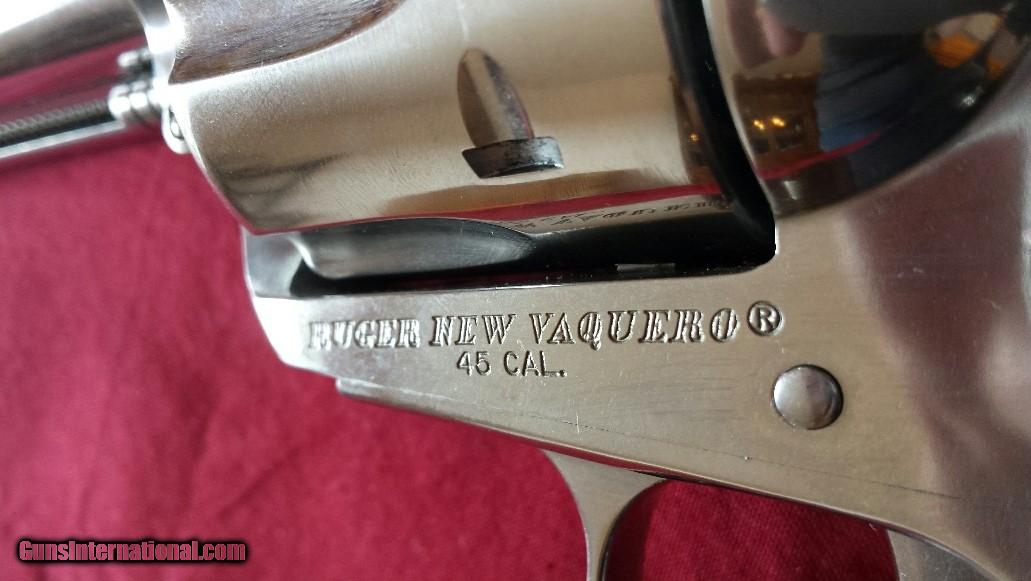 RUGER NEW VAQUERO®
45 CAL.
GunsInternational.com